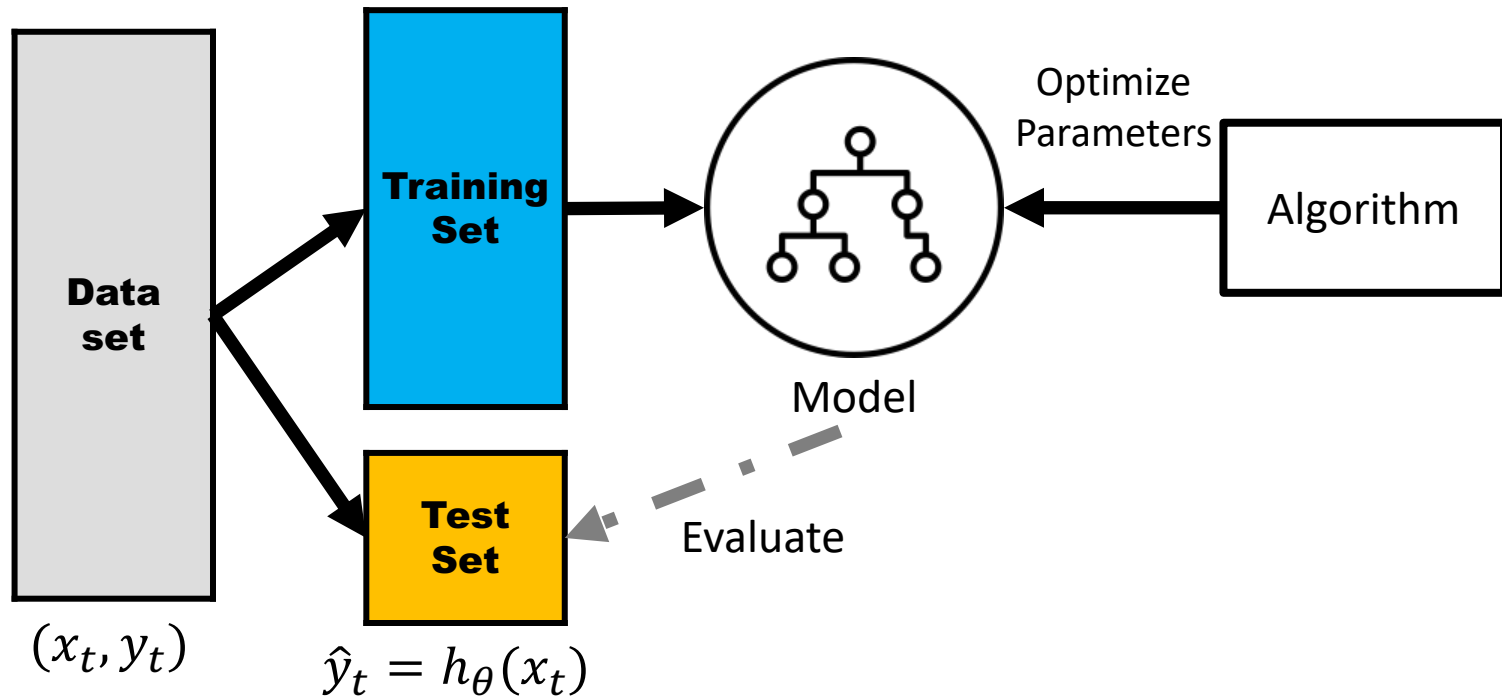 Data
set
(x_t, y_t)
Training
Set
Test
Set
ŷ_t = h_θ(x_t)
Model
Evaluate
Optimize
Parameters
Algorithm